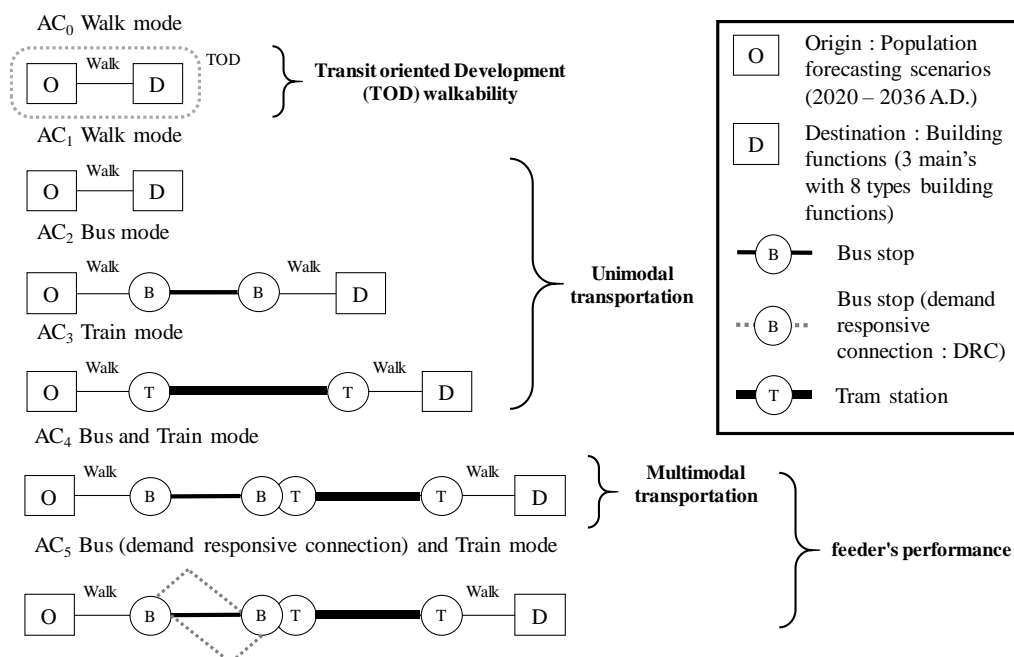 AC₀ Walk mode
Walk
TOD
O
D
Transit oriented Development
(TOD) walkability
AC₁ Walk mode
Walk
O
D
AC₂ Bus mode
Walk
Walk
O
B
B
D
Unimodal
transportation
AC₃ Train mode
Walk
Walk
O
T
T
D
AC₄ Bus and Train mode
Walk
Walk
O
B
B
T
T
D
Multimodal
transportation
AC₅ Bus (demand responsive connection) and Train mode
Walk
Walk
O
B
B
T
T
D
feeder's performance
O
Origin : Population
forecasting scenarios
(2020 – 2036 A.D.)
D
Destination : Building
functions (3 main’s
with 8 types building
functions)
B
Bus stop
B
Bus stop (demand
responsive
connection : DRC)
T
Tram station